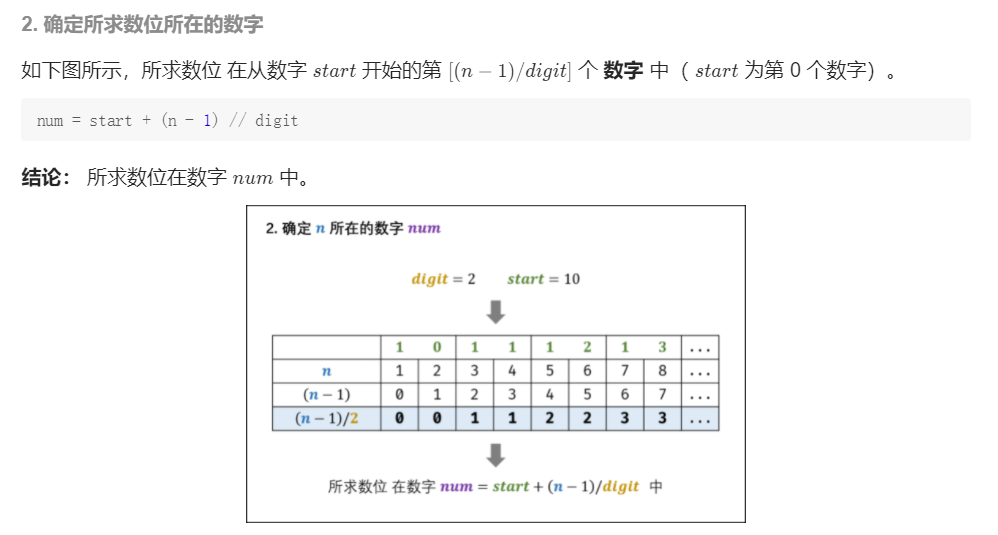 2. 确定所求数位所在的数字
如下图所示，所求数位 在从数字 start 开始的第 [(n − 1)/digit] 个 数字 中（ start 为第 0 个数字）。
num = start + (n - 1) // digit
结论： 所求数位在数字 num 中。
2. 确定 n 所在的数字 num
digit = 2 start = 10
1 0 1 1 1 2 1 3 ...
n 1 2 3 4 5 6 7 8 ...
(n − 1) 0 1 2 3 4 5 6 7 ...
(n − 1)/2 0 0 1 1 2 2 3 3 ...
所求数位 在数字 num = start + (n − 1)/digit 中